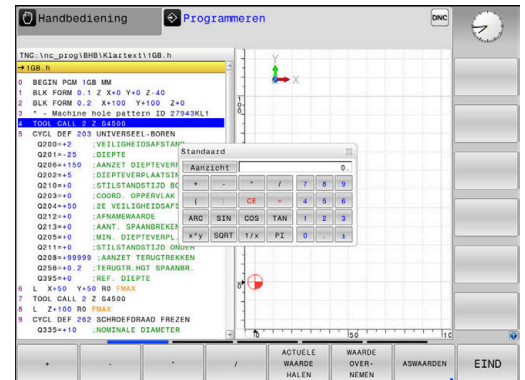 Handbediening
Programmeren
DNC
TNC:\nc_prog\BHB\Klartext\1GB.h
→1GB.h
0 BEGIN PGM 1GB MM
1 BLK FORM 0.1 Z X+0 Y+0 Z-40
2 BLK FORM 0.2 X+100 Y+100 Z+0
3 * - Machine hole pattern ID 27943KL1
4 TOOL CALL 2 Z S4500
5 CYCL DEF 203 UNIVERSEEL-BOREN
Q200=+2 ;VEILIGHEIDSAFSTAND
Q201=-25 ;DIEPTE
Q206=+150 ;AANZET DIEPTEVERP
Q202=+5 ;DIEPTEVERPLAATSIN
Q210=+0 ;STILSTANDSTIJD BO
Q203=+0 ;COORD. OPPERVLAK
Q204=+50 ;2E VEILIGHEIDSAFS
Q212=+0 ;AFNAMEWAARDE
Q213=+0 ;AANT. SPAANBREKEN
Q205=+0 ;MIN. DIEPTEVERPL.
Q211=+0 ;STILSTANDSTIJD ONDER
Q208=+99999 ;AANZET TERUGTREKKEN
Q256=+0.2 ;TERUGTR.HGT SPAANBR.
Q395=+0 ;REF. DIEPTE
6 L X+50 Y+50 R0 FMAX
7 TOOL CALL 2 Z S4500
8 L Z+100 R0 FMAX
9 CYCL DEF 262 SCHROEFDRAAD FREZEN
Q335=+10 ;NOMINALE DIAMETER
Y
X
Standaard
Aanzicht 0.
+ - * / 7 8 9
( ) CE = 4 5 6
ARC SIN COS TAN 1 2 3
x^y SQRT 1/x PI 0 . ±
0
50
+
-
*
/
ACTUELE WAARDE HALEN
WAARDE OVER- NEMEN
ASWAARDEN
EIND